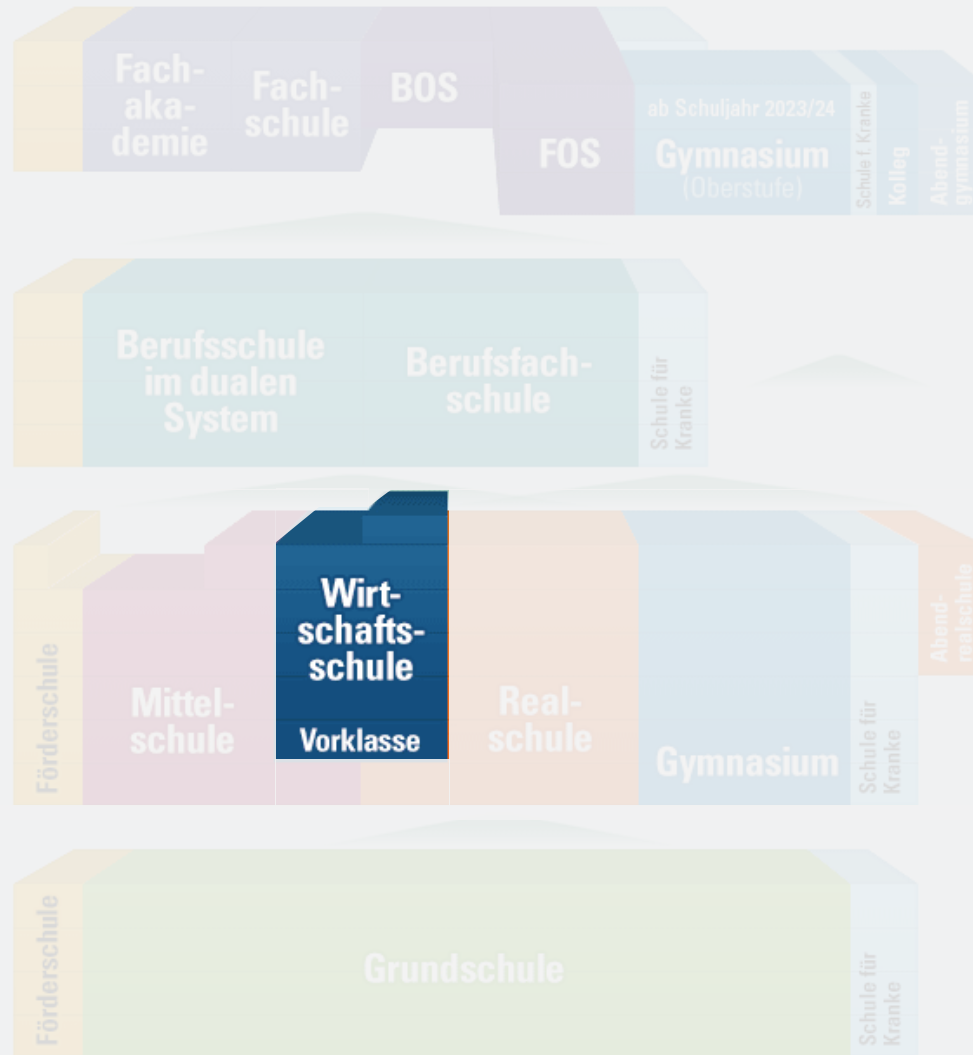 Fach-
aka-
demie
Fach-
schule
BOS
FOS
ab Schuljahr 2023/24
Gymnasium
(Oberstufe)
Schule f. Kranke
Kolleg
Abend-
gymnasium
Berufsschule
im dualen
System
Berufsfach-
schule
Schule für
Kranke
Förderschule
Mittel-
schule
Wirt-
schafts-
schule
Vorklasse
Real-
schule
Gymnasium
Schule für
Kranke
Abend-
realschule
Förderschule
Grundschule
Schule für
Kranke